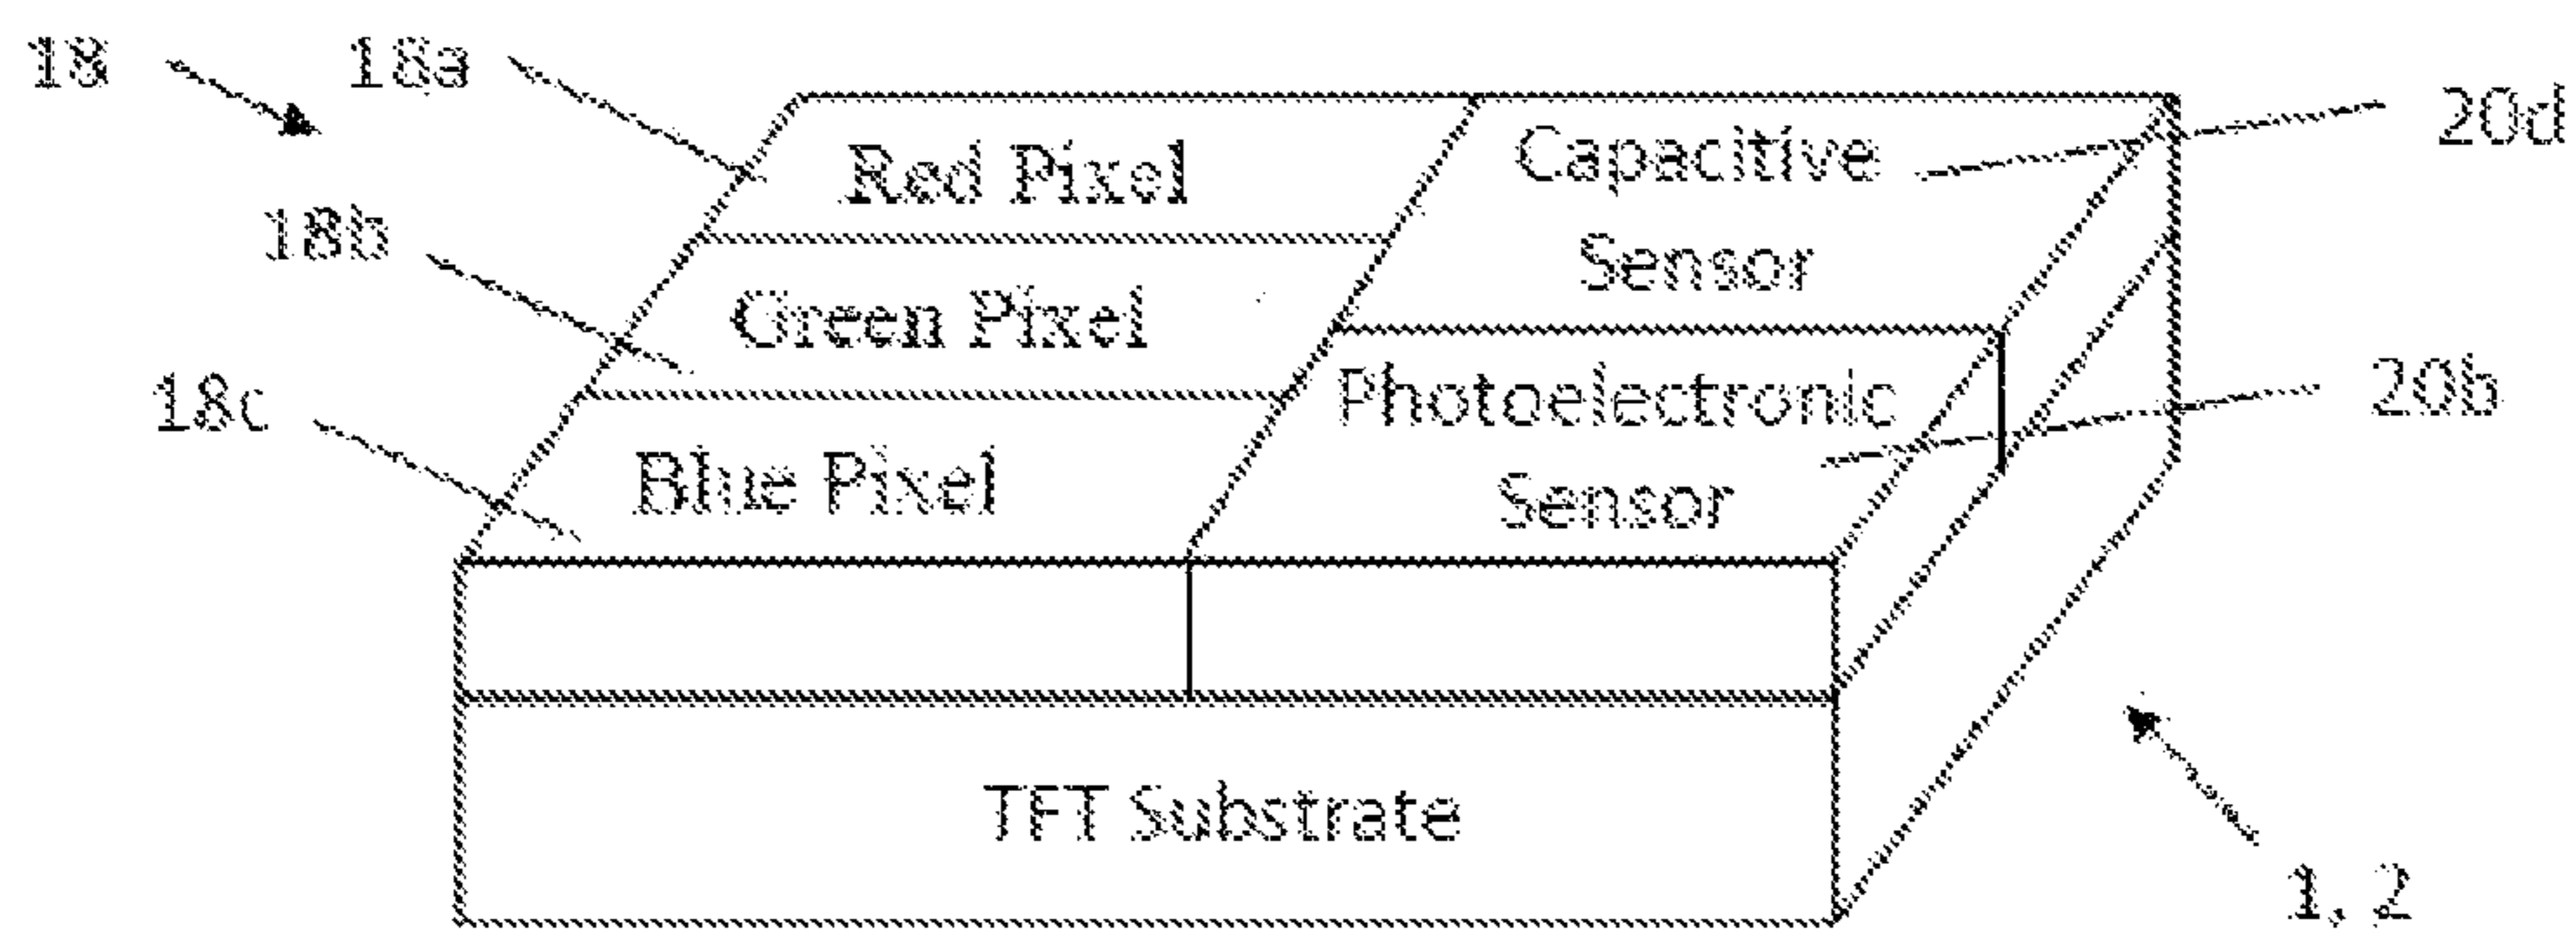 18
18a
Red Pixel
Capacitive
Sensor
20d
18b
Green Pixel
18c
Blue Pixel
Photoelectronic
Sensor
20b
TFT Substrate
1, 2